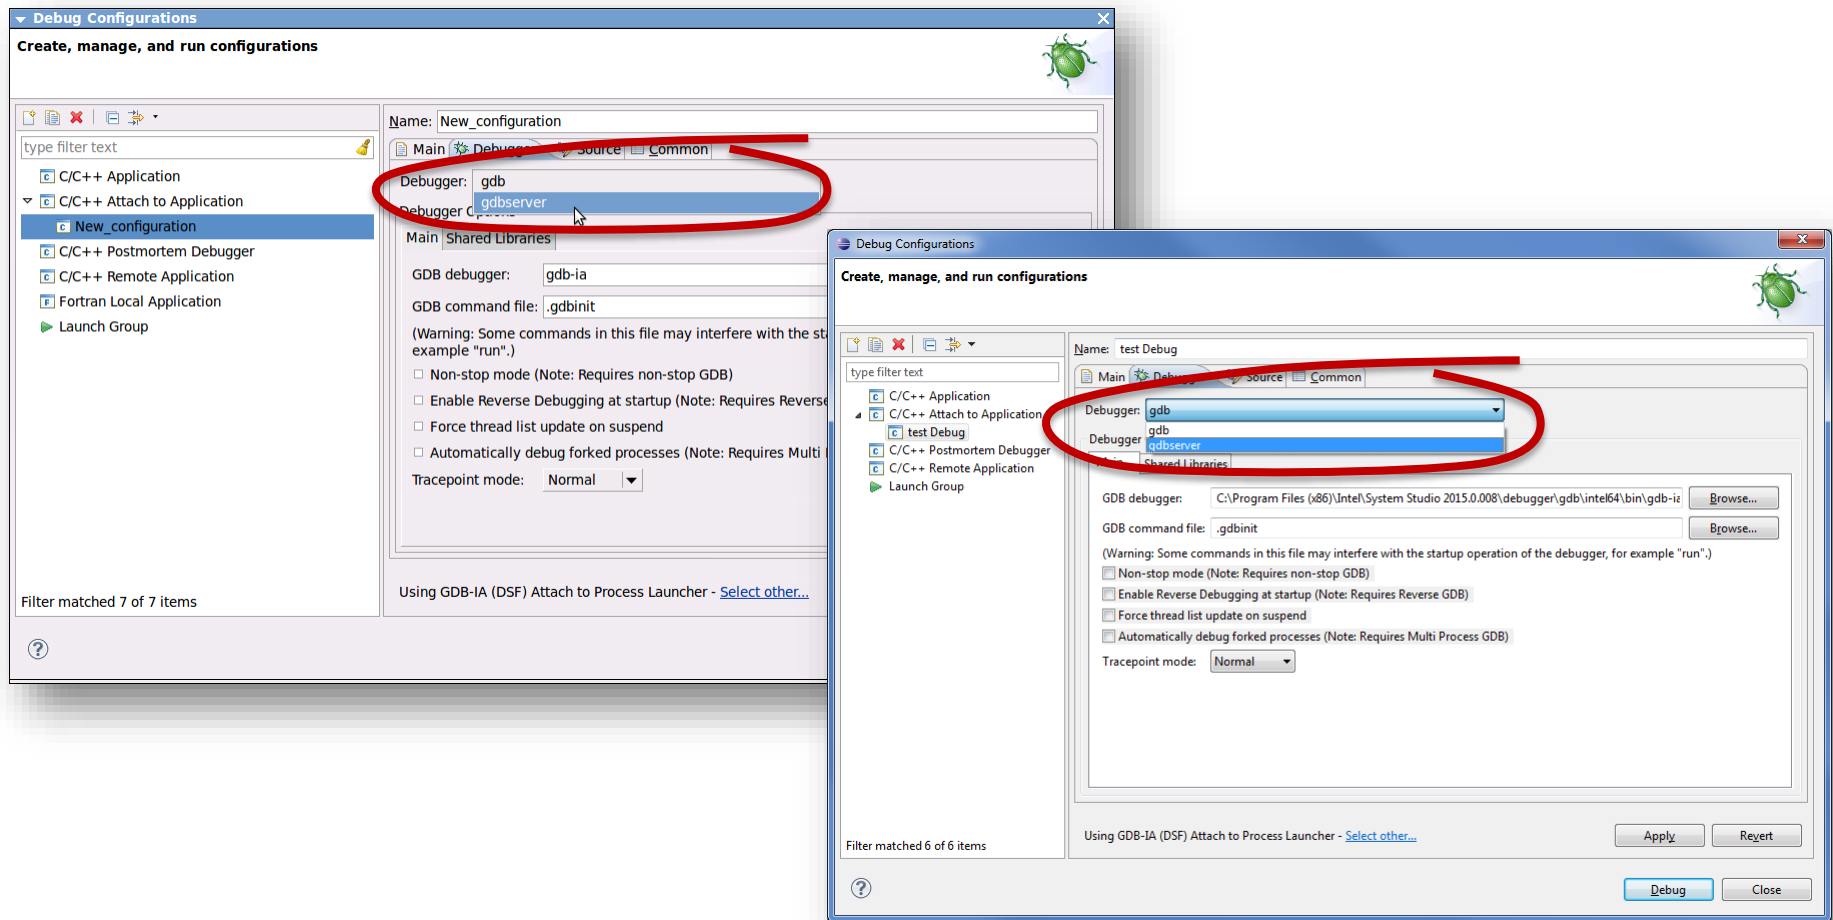 Debug Configurations
Create, manage, and run configurations
type filter text
C/C++ Application
C/C++ Attach to Application
New_configuration
C/C++ Postmortem Debugger
C/C++ Remote Application
Fortran Local Application
Launch Group
Filter matched 7 of 7 items
Name: New_configuration
Main Debugger Source Common
Debugger: gdb
gdbserver
Debugger Options
Main Shared Libraries
GDB debugger: gdb-ia
GDB command file: .gdbinit
(Warning: Some commands in this file may interfere with the sta
example "run".)
Non-stop mode (Note: Requires non-stop GDB)
Enable Reverse Debugging at startup (Note: Requires Reverse
Force thread list update on suspend
Automatically debug forked processes (Note: Requires Multi
Tracepoint mode: Normal
Using GDB-IA (DSF) Attach to Process Launcher - Select other...
Debug Configurations
Create, manage, and run configurations
type filter text
C/C++ Application
C/C++ Attach to Application
test Debug
C/C++ Postmortem Debugger
C/C++ Remote Application
Launch Group
Filter matched 6 of 6 items
Name: test Debug
Main Debugg Source Common
Debugger: gdb
gdb
gdbserver
Debugger
Main Shared Libraries
GDB debugger: C:\Program Files (x86)\Intel\System Studio 2015.0.008\debugger\gdb\intel64\bin\gdb-ia Browse...
GDB command file: .gdbinit Browse...
(Warning: Some commands in this file may interfere with the startup operation of the debugger, for example "run".)
Non-stop mode (Note: Requires non-stop GDB)
Enable Reverse Debugging at startup (Note: Requires Reverse GDB)
Force thread list update on suspend
Automatically debug forked processes (Note: Requires Multi Process GDB)
Tracepoint mode: Normal
Using GDB-IA (DSF) Attach to Process Launcher - Select other...
Apply Revert
Debug Close